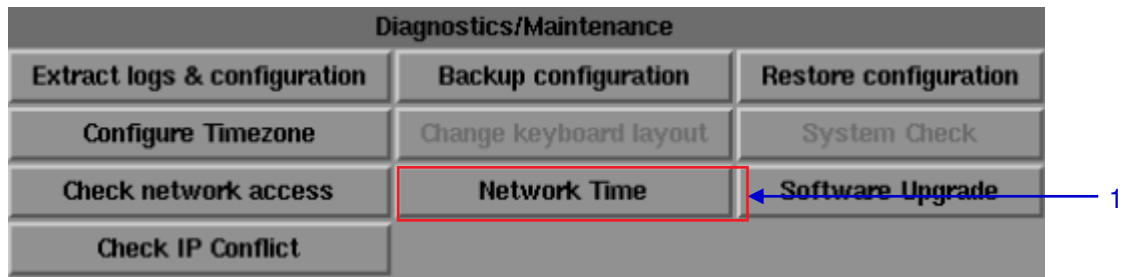 Diagnostics/Maintenance
Extract logs & configuration Backup configuration Restore configuration
Configure Timezone Change keyboard layout System Check
Check network access Network Time Software Upgrade 1
Check IP Conflict